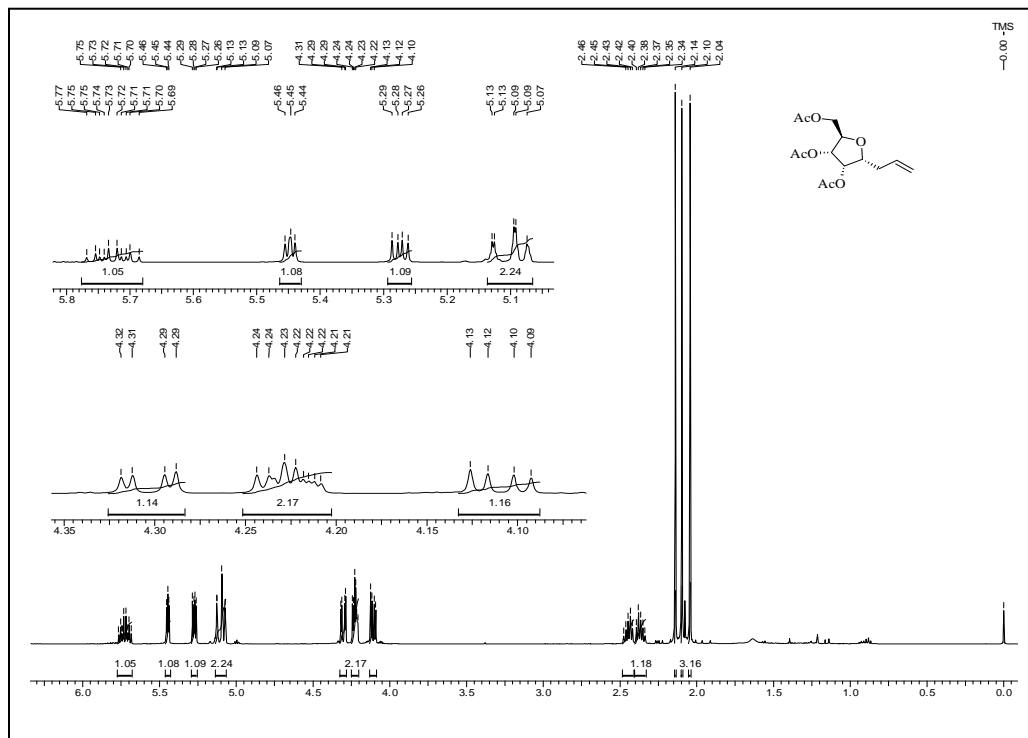 5.75 5.73 5.72 5.71 5.70 5.46 5.45 5.44 5.29 5.28 5.27 5.26 5.13 5.13 5.09 5.07 4.31 4.29 4.29 4.24 4.24 4.23 4.22 4.13 4.12 4.10 2.46 2.45 2.43 2.42 2.40 2.38 2.37 2.35 2.34 2.14 2.10 2.04 TMS -0.00
5.77 5.75 5.75 5.74 5.73 5.72 5.71 5.71 5.70 5.69 5.46 5.45 5.44 5.29 5.28 5.27 5.26 5.13 5.13 5.09 5.09 5.07
AcO
O
AcO
AcO
1.05 1.08 1.09 2.24
5.8 5.7 5.6 5.5 5.4 5.3 5.2 5.1
4.32 4.31 4.29 4.29 4.24 4.24 4.23 4.22 4.22 4.22 4.21 4.21 4.13 4.12 4.10 4.09
1.14 2.17 1.16
4.35 4.30 4.25 4.20 4.15 4.10
1.05 1.08 1.09 2.24 2.17 1.18 3.16
6.0 5.5 5.0 4.5 4.0 3.5 3.0 2.5 2.0 1.5 1.0 0.5 0.0